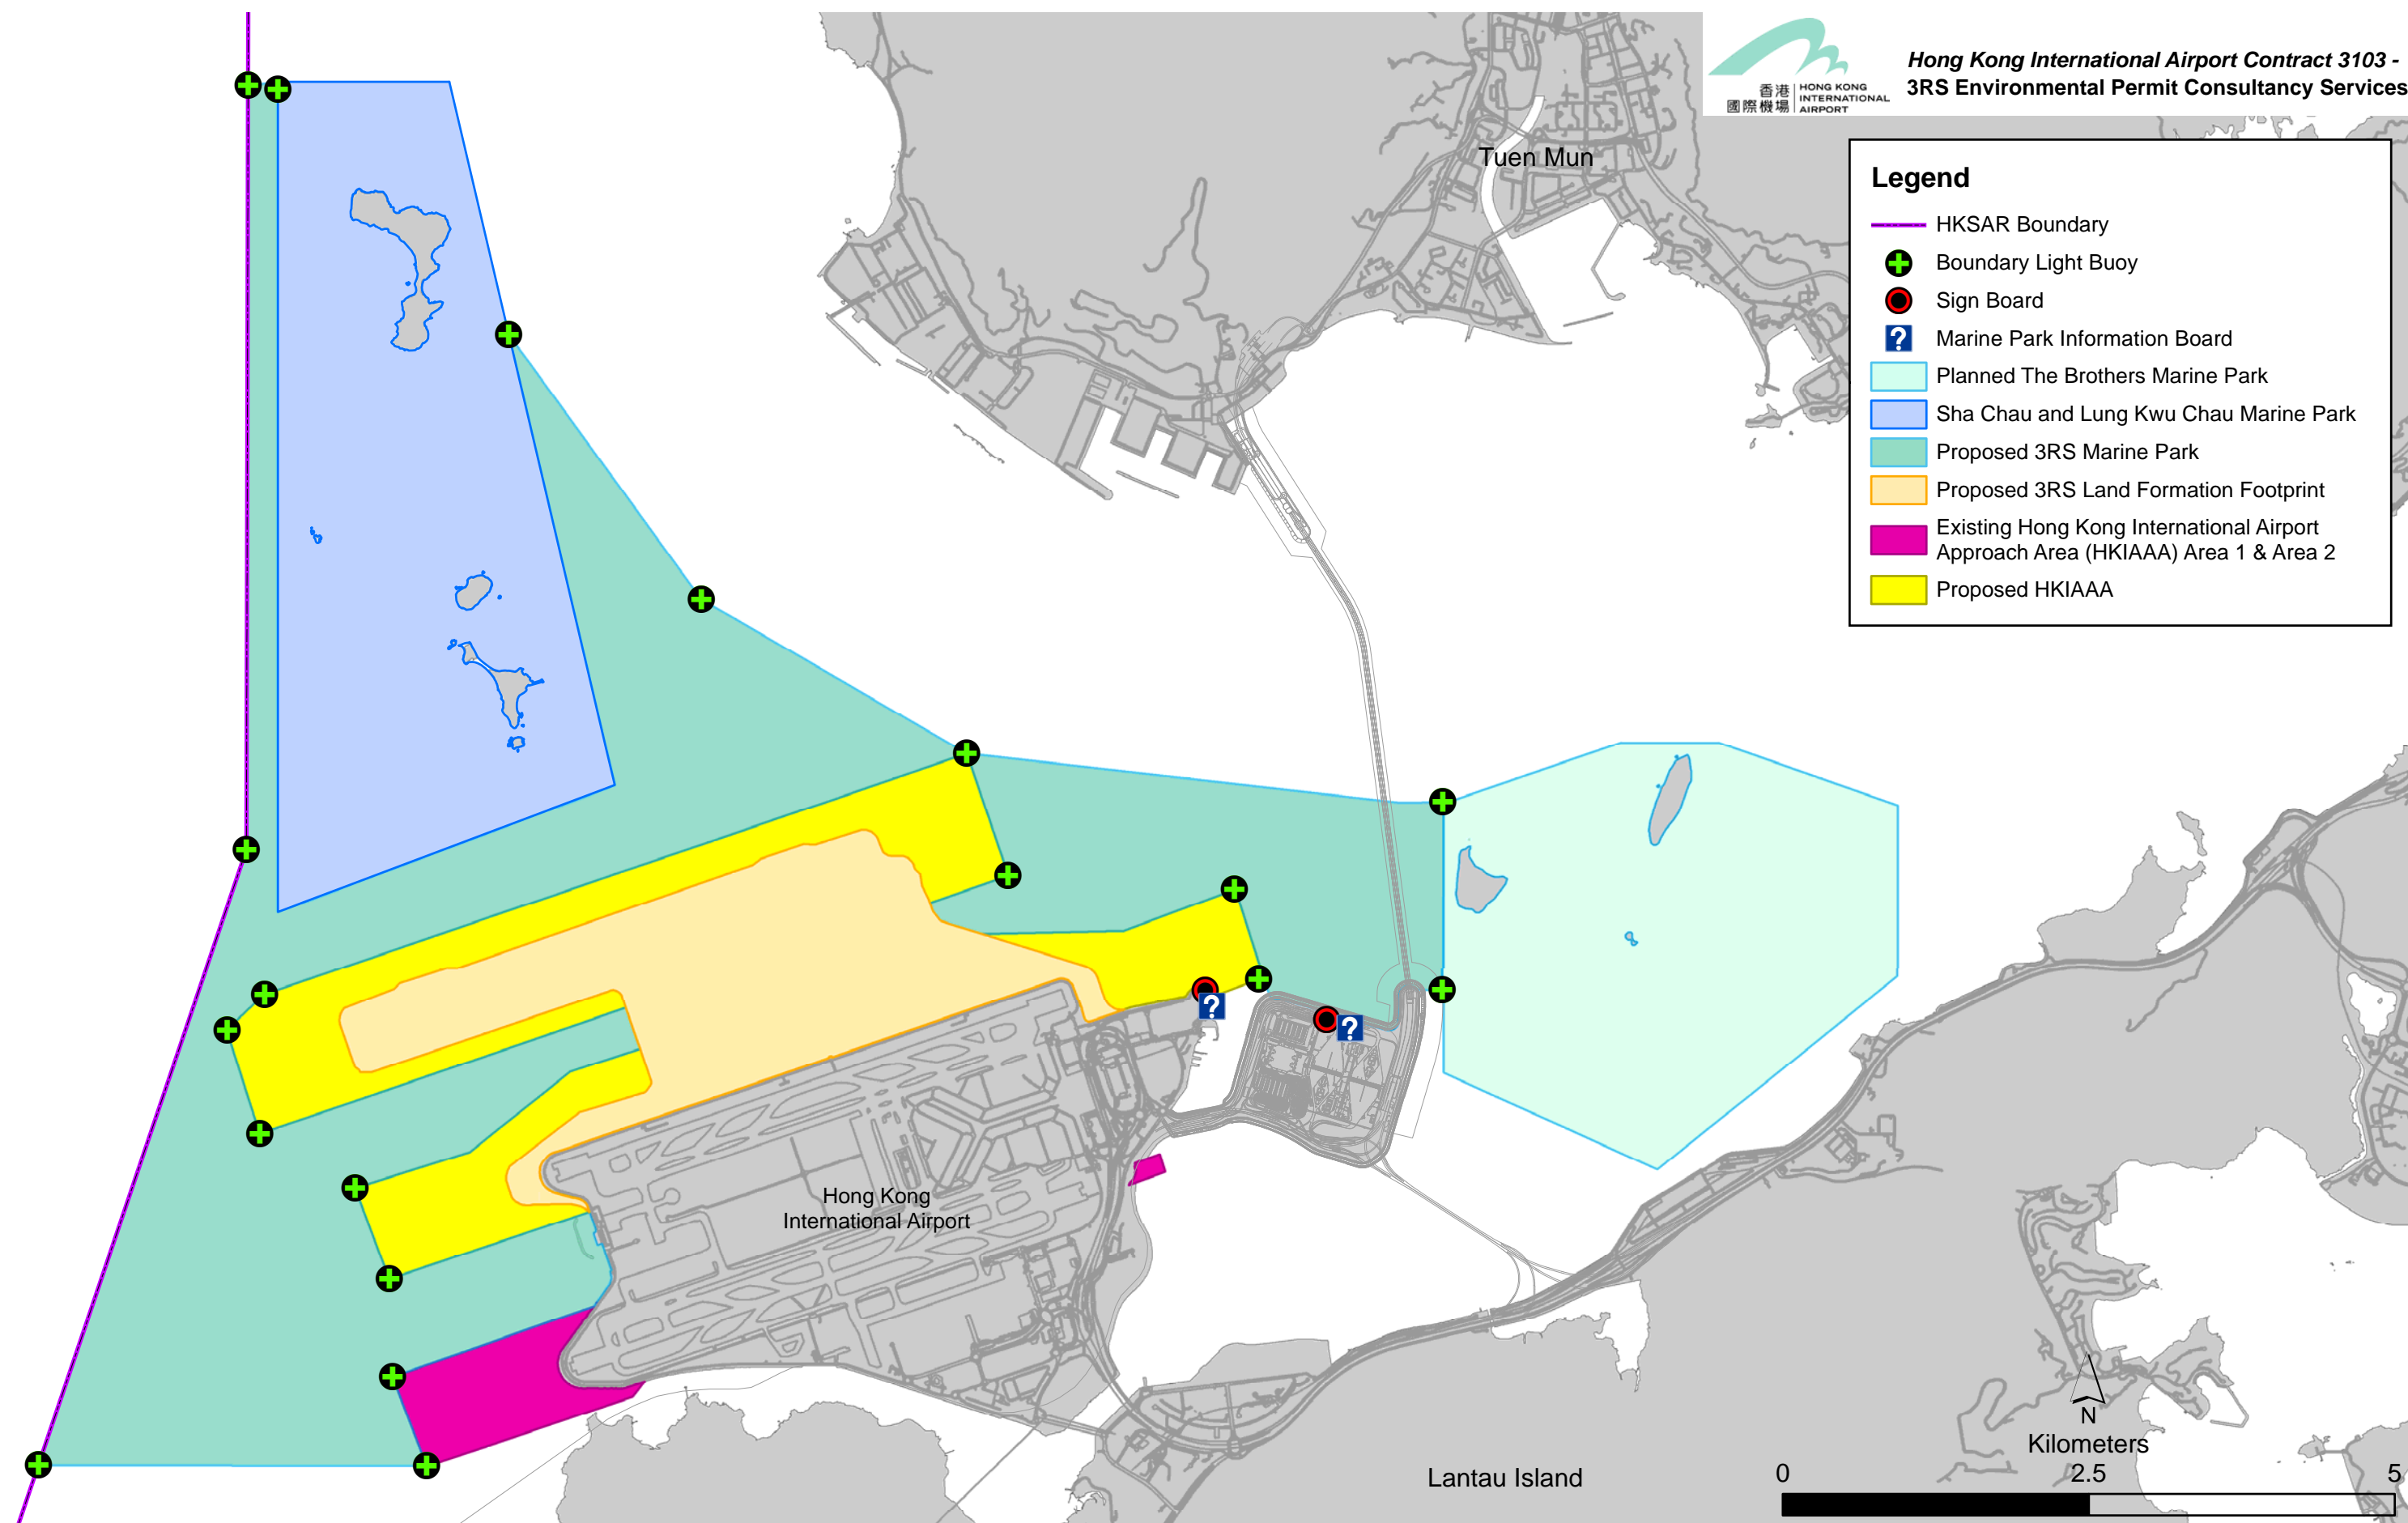 香港
國際機場
HONG KONG
INTERNATIONAL
AIRPORT
Hong Kong International Airport Contract 3103 -
3RS Environmental Permit Consultancy Services
Tuen Mun
Legend
HKSAR Boundary
Boundary Light Buoy
Sign Board
? Marine Park Information Board
Planned The Brothers Marine Park
Sha Chau and Lung Kwu Chau Marine Park
Proposed 3RS Marine Park
Proposed 3RS Land Formation Footprint
Existing Hong Kong International Airport
Approach Area (HKIAAA) Area 1 & Area 2
Proposed HKIAAA
?
?
Hong Kong
International Airport
Lantau Island
N
Kilometers
0 2.5 5